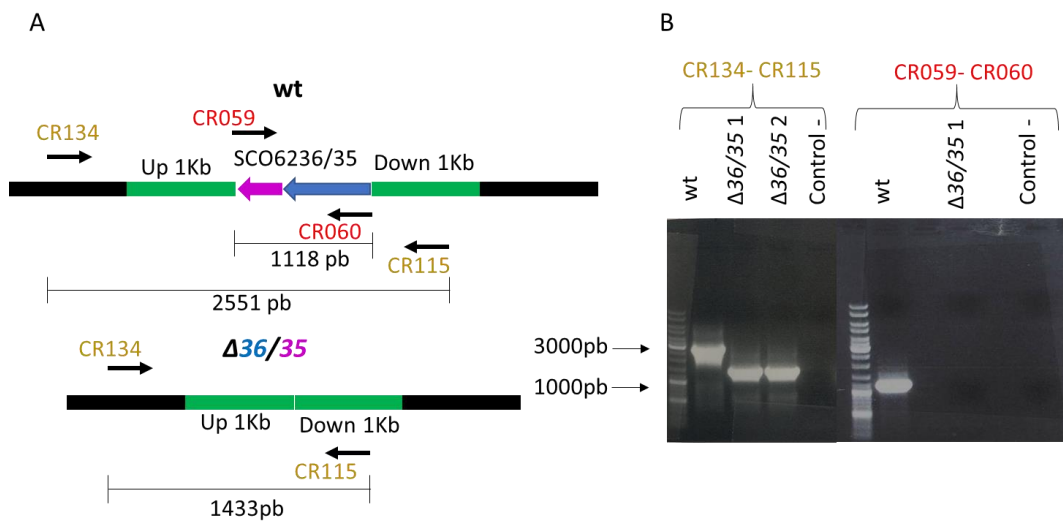 A
wt
CR134
CR059
SCO6236/35
Up 1Kb
Down 1Kb
CR060
1118 pb
CR115
2551 pb
CR134
Δ36/35
Up 1Kb
Down 1Kb
CR115
1433pb
B
CR134- CR115
CR059- CR060
wt
Δ36/35 1
Δ36/35 2
Control -
wt
Δ36/35 1
Control -
3000pb
1000pb